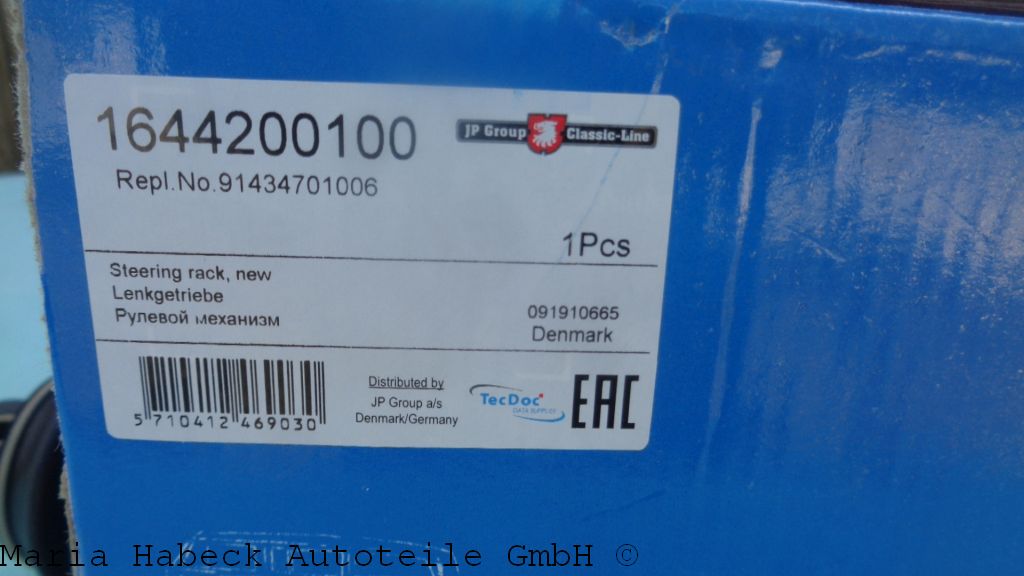 1644200100
JP Group Classic-Line
Repl.No.91434701006
1Pcs
Steering rack, new
Lenkgetriebe
Рулевой механизм
091910665
Denmark
5 710412 469030
Distributed by
JP Group a/s
Denmark/Germany
TecDoc
DATA SUPPLIER
EAC
Maria Habeck Autoteile GmbH ©